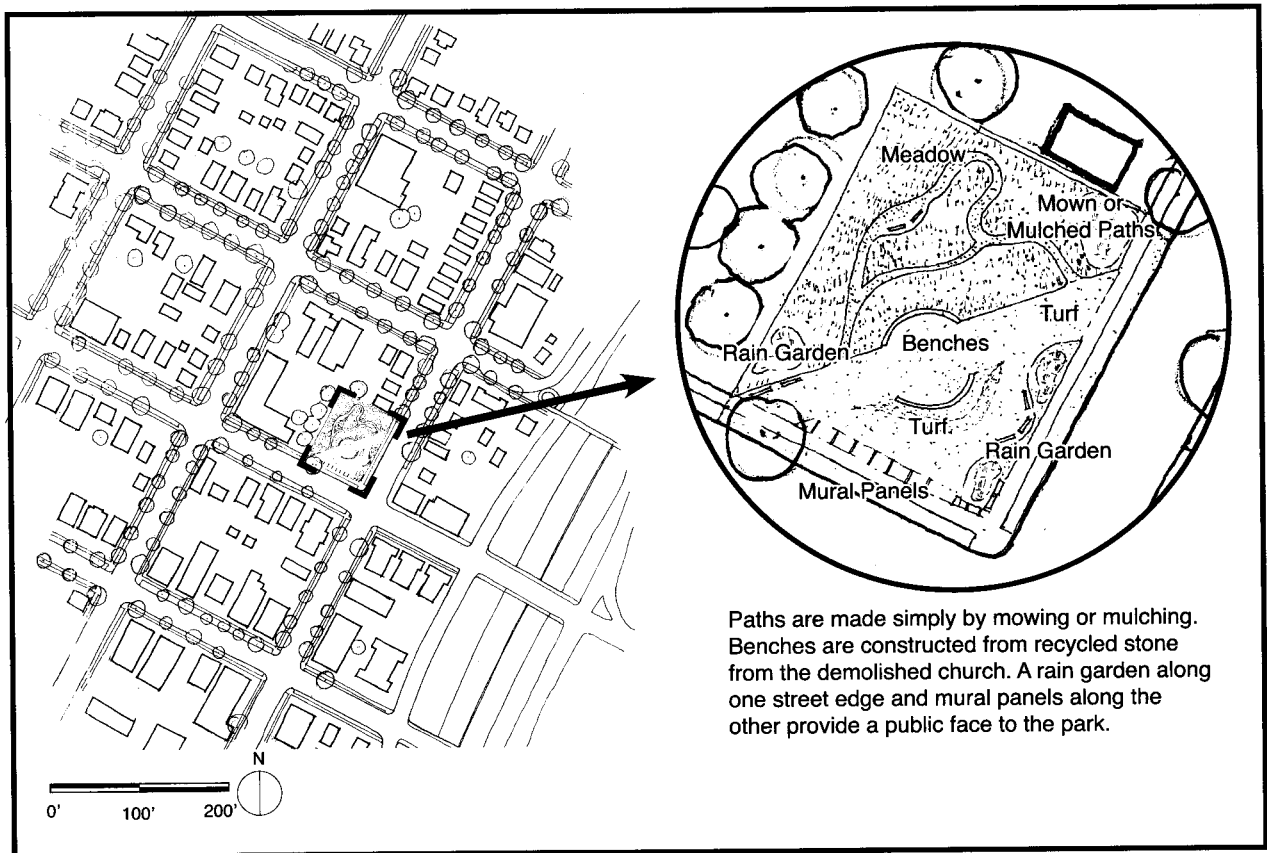 Meadow
Mown or
Mulched Paths
Turf
Benches
Rain Garden
Turf
Rain Garden
Mural Panels
Paths are made simply by mowing or mulching.
Benches are constructed from recycled stone
from the demolished church. A rain garden along
one street edge and mural panels along the
other provide a public face to the park.
N
0' 100' 200'